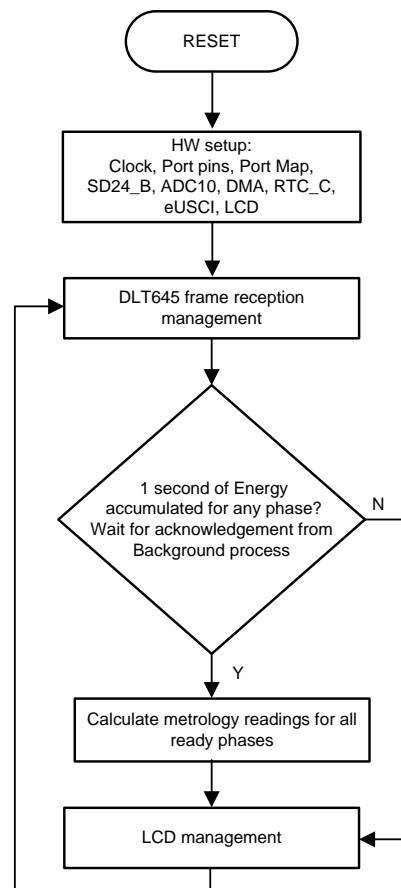 RESET
HW setup:
Clock, Port pins, Port Map,
SD24_B, ADC10, DMA, RTC_C,
eUSCI, LCD
DLT645 frame reception
management
1 second of Energy
accumulated for any phase?
Wait for acknowledgement from
Background process
N
Y
Calculate metrology readings for all
ready phases
LCD management